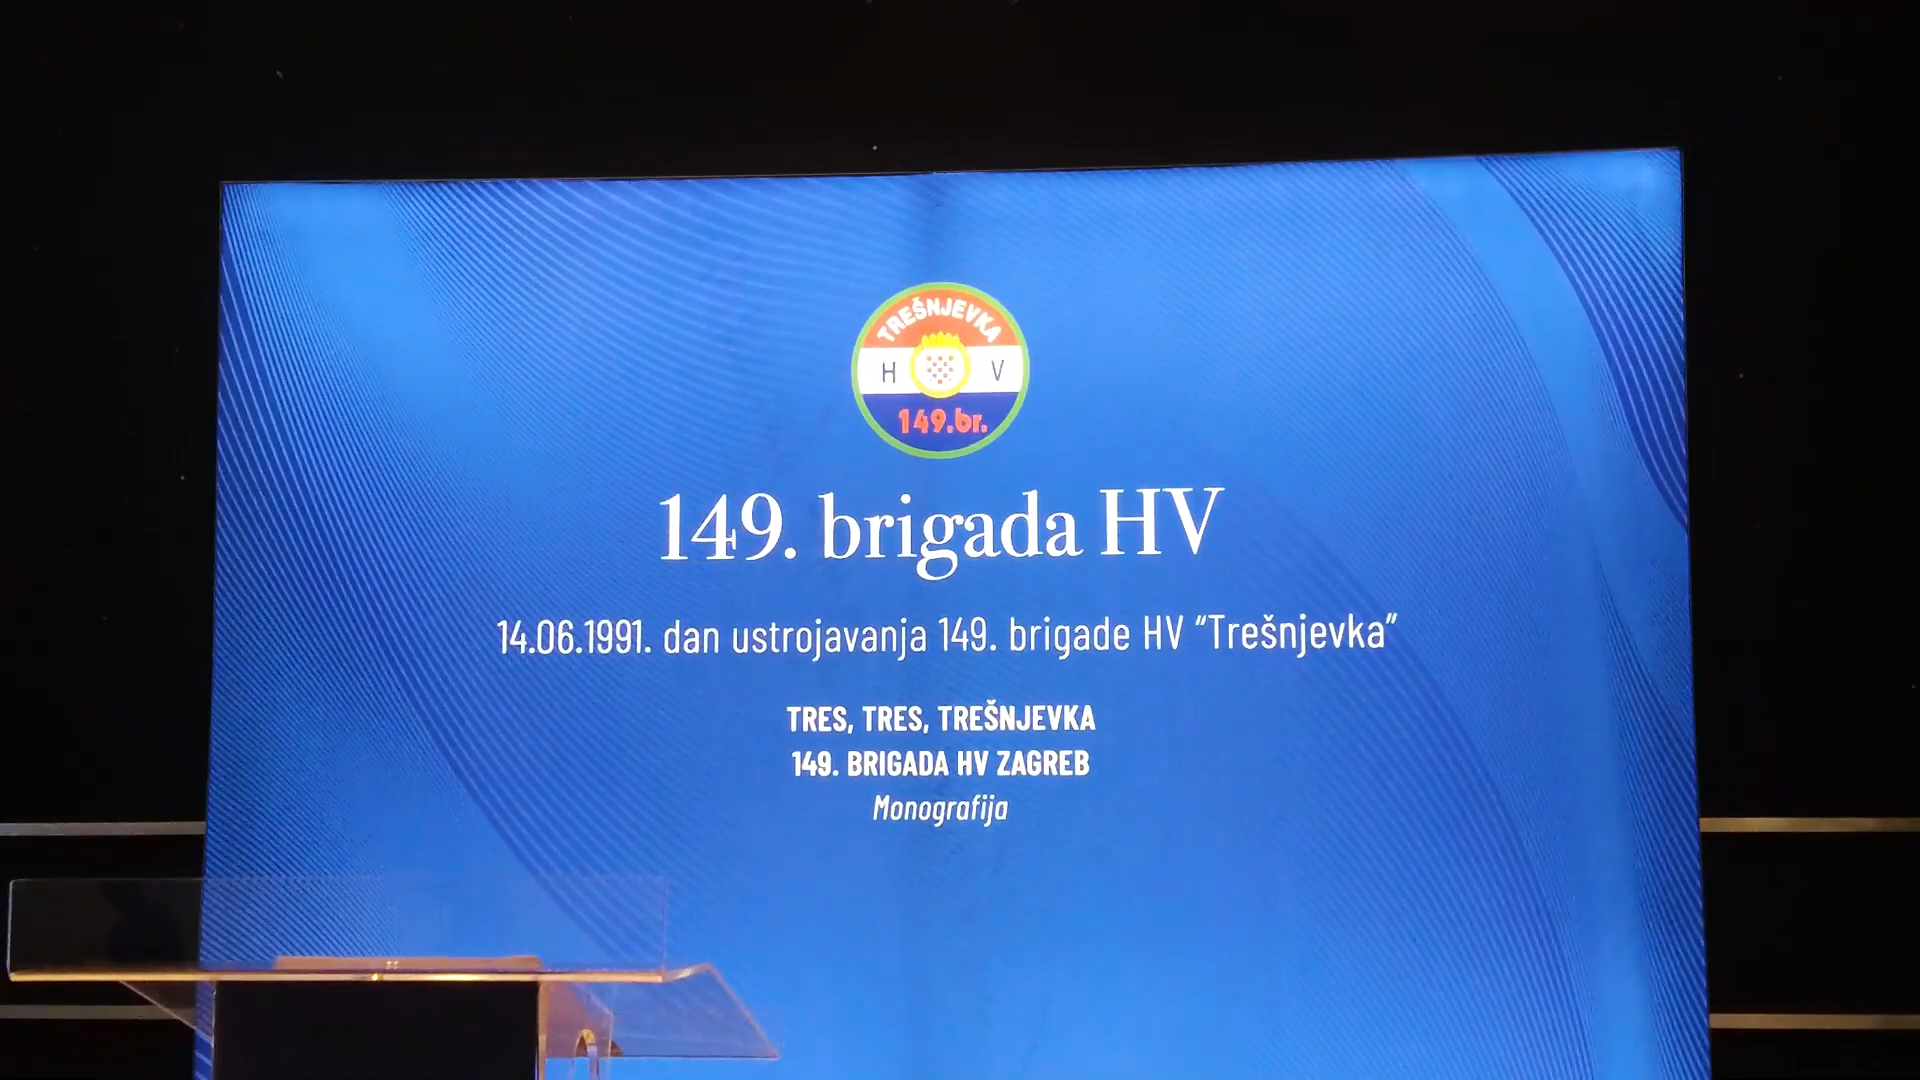 TREŠNJEVKA
H V
149.br.
149. brigada HV
14.06.1991. dan ustrojavanja 149. brigade HV “Trešnjevka”
TRES, TRES, TREŠNJEVKA
149. BRIGADA HV ZAGREB
Monografija